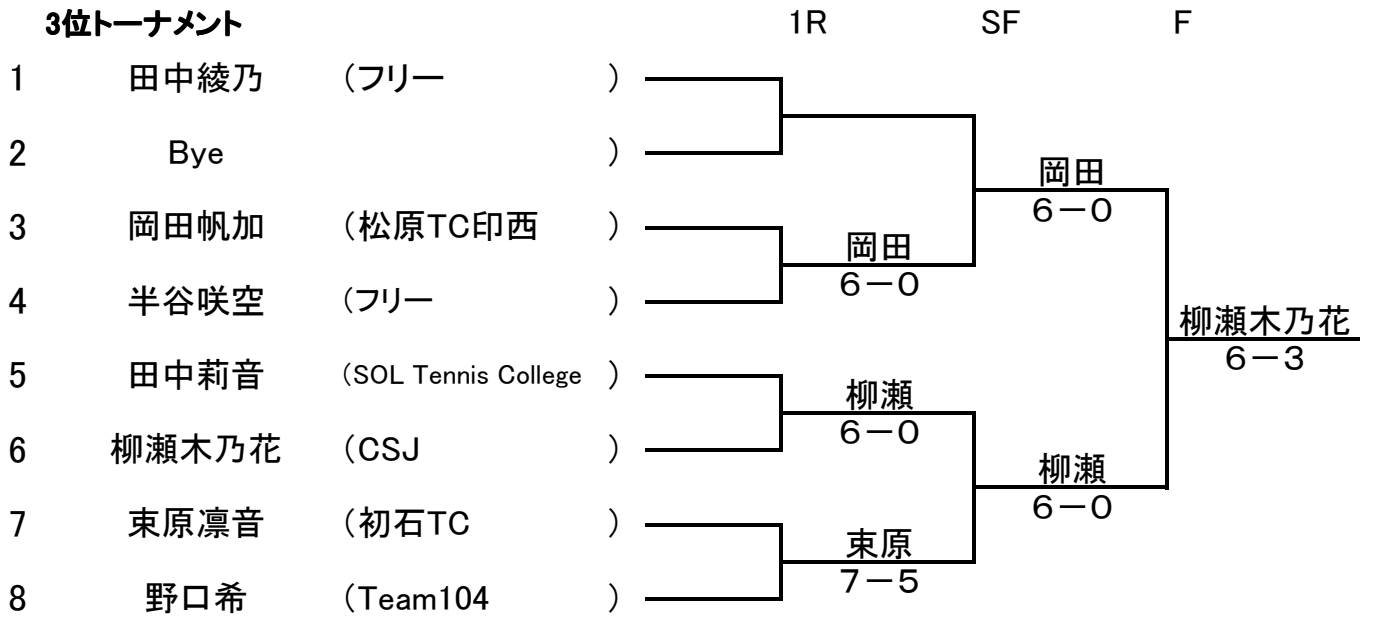 3位トーナメント 1R SF F
1 田中綾乃 （フリー ）
2 Bye ）
岡田
6－0
3 岡田帆加 （松原TC印西 ）
岡田
6－0
4 半谷咲空 （フリー ）
柳瀬木乃花
6－3
5 田中莉音 （SOL Tennis College ）
柳瀬
6－0
6 柳瀬木乃花 （CSJ ）
柳瀬
6－0
7 束原凛音 （初石TC ）
束原
7－5
8 野口希 （Team104 ）